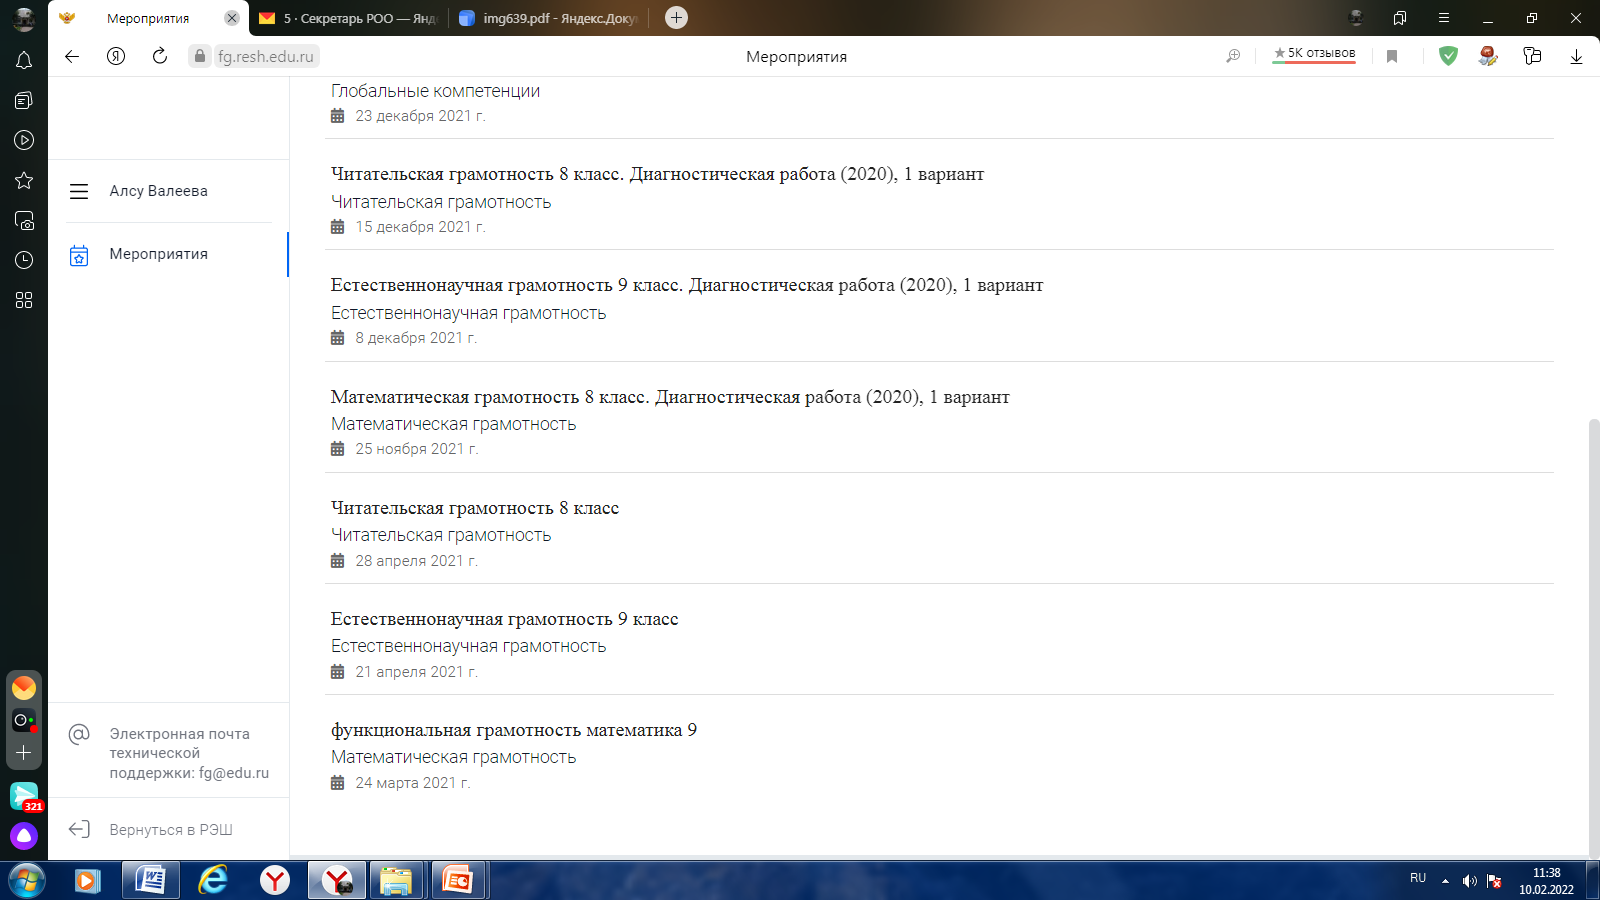 Мероприятия
5 · Секретарь РОО — Янд
img639.pdf - Яндекс.Доку
fg.resh.edu.ru
Мероприятия
5К отзывов
Алсу Валеева
Мероприятия
Глобальные компетенции
23 декабря 2021 г.
Читательская грамотность 8 класс. Диагностическая работа (2020), 1 вариант
Читательская грамотность
15 декабря 2021 г.
Естественнонаучная грамотность 9 класс. Диагностическая работа (2020), 1 вариант
Естественнонаучная грамотность
8 декабря 2021 г.
Математическая грамотность 8 класс. Диагностическая работа (2020), 1 вариант
Математическая грамотность
25 ноября 2021 г.
Читательская грамотность 8 класс
Читательская грамотность
28 апреля 2021 г.
Естественнонаучная грамотность 9 класс
Естественнонаучная грамотность
21 апреля 2021 г.
функциональная грамотность математика 9
Математическая грамотность
24 марта 2021 г.
Электронная почта
технической
поддержки: fg@edu.ru
Вернуться в РЭШ
321
RU
11:38
10.02.2022